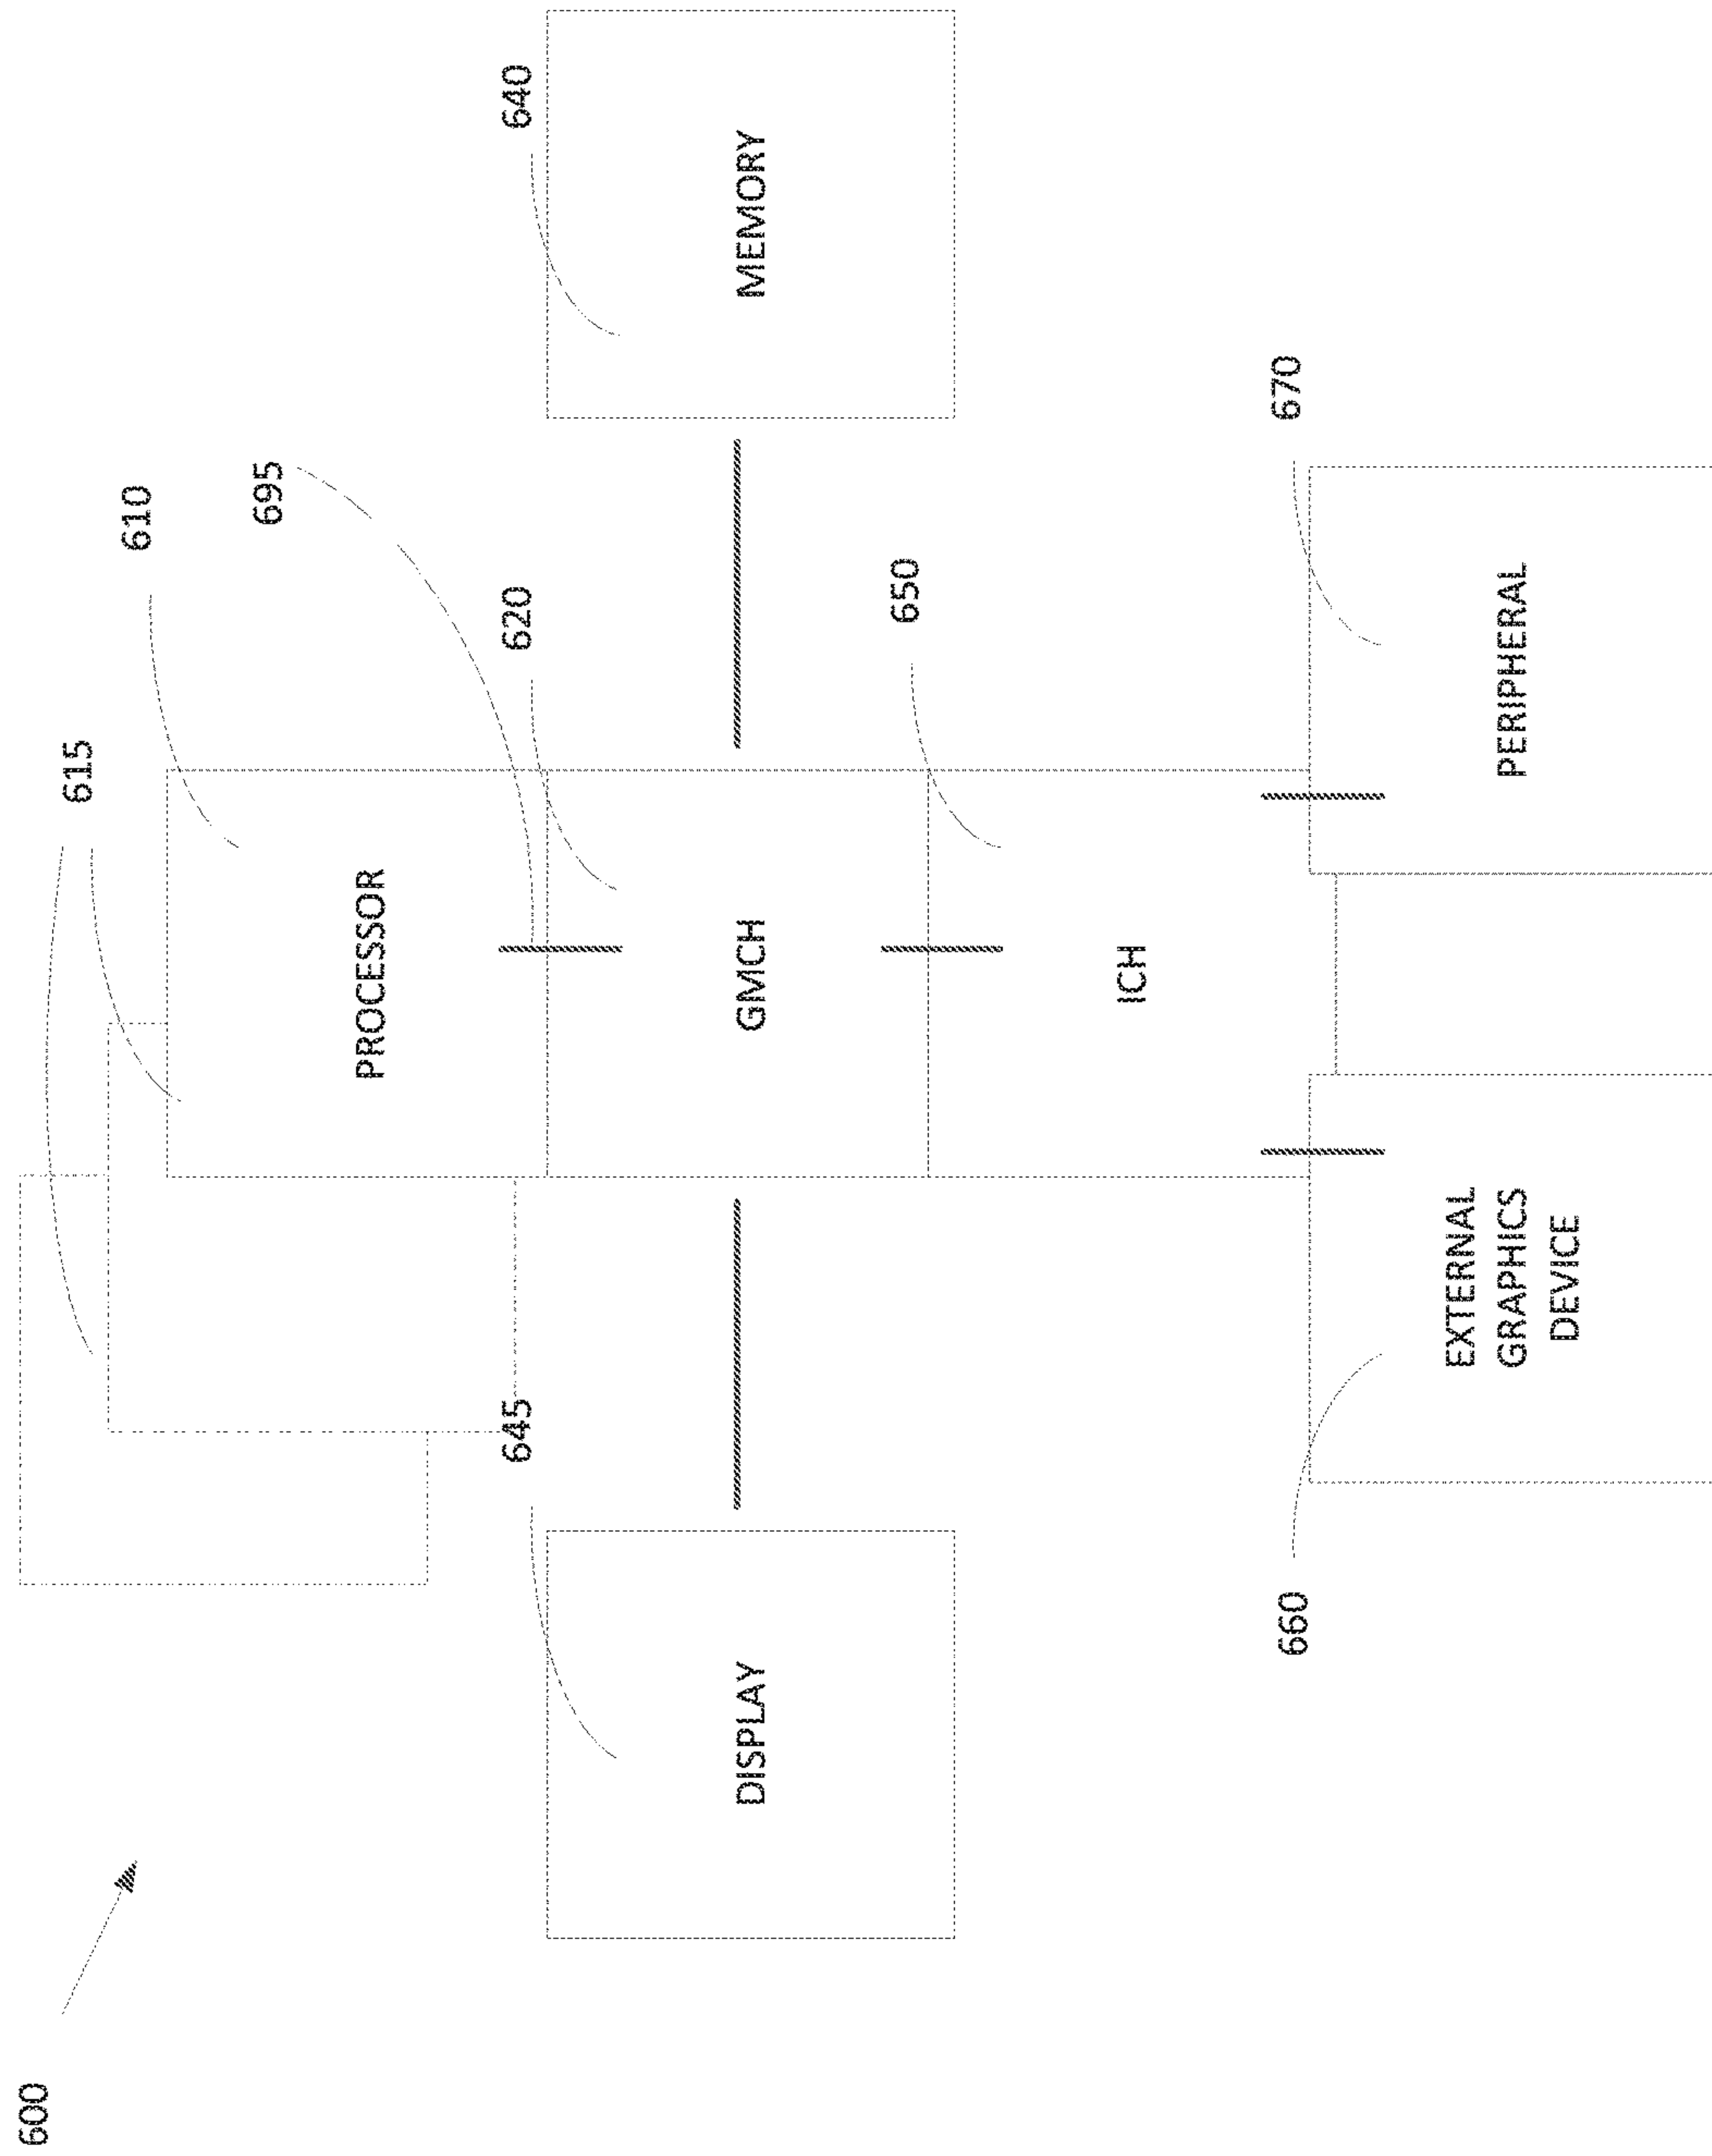 600
615
610
PROCESSOR
695
645
620
640
DISPLAY
GMCH
MEMORY
650
ICH
660
670
EXTERNAL
GRAPHICS
DEVICE
PERIPHERAL